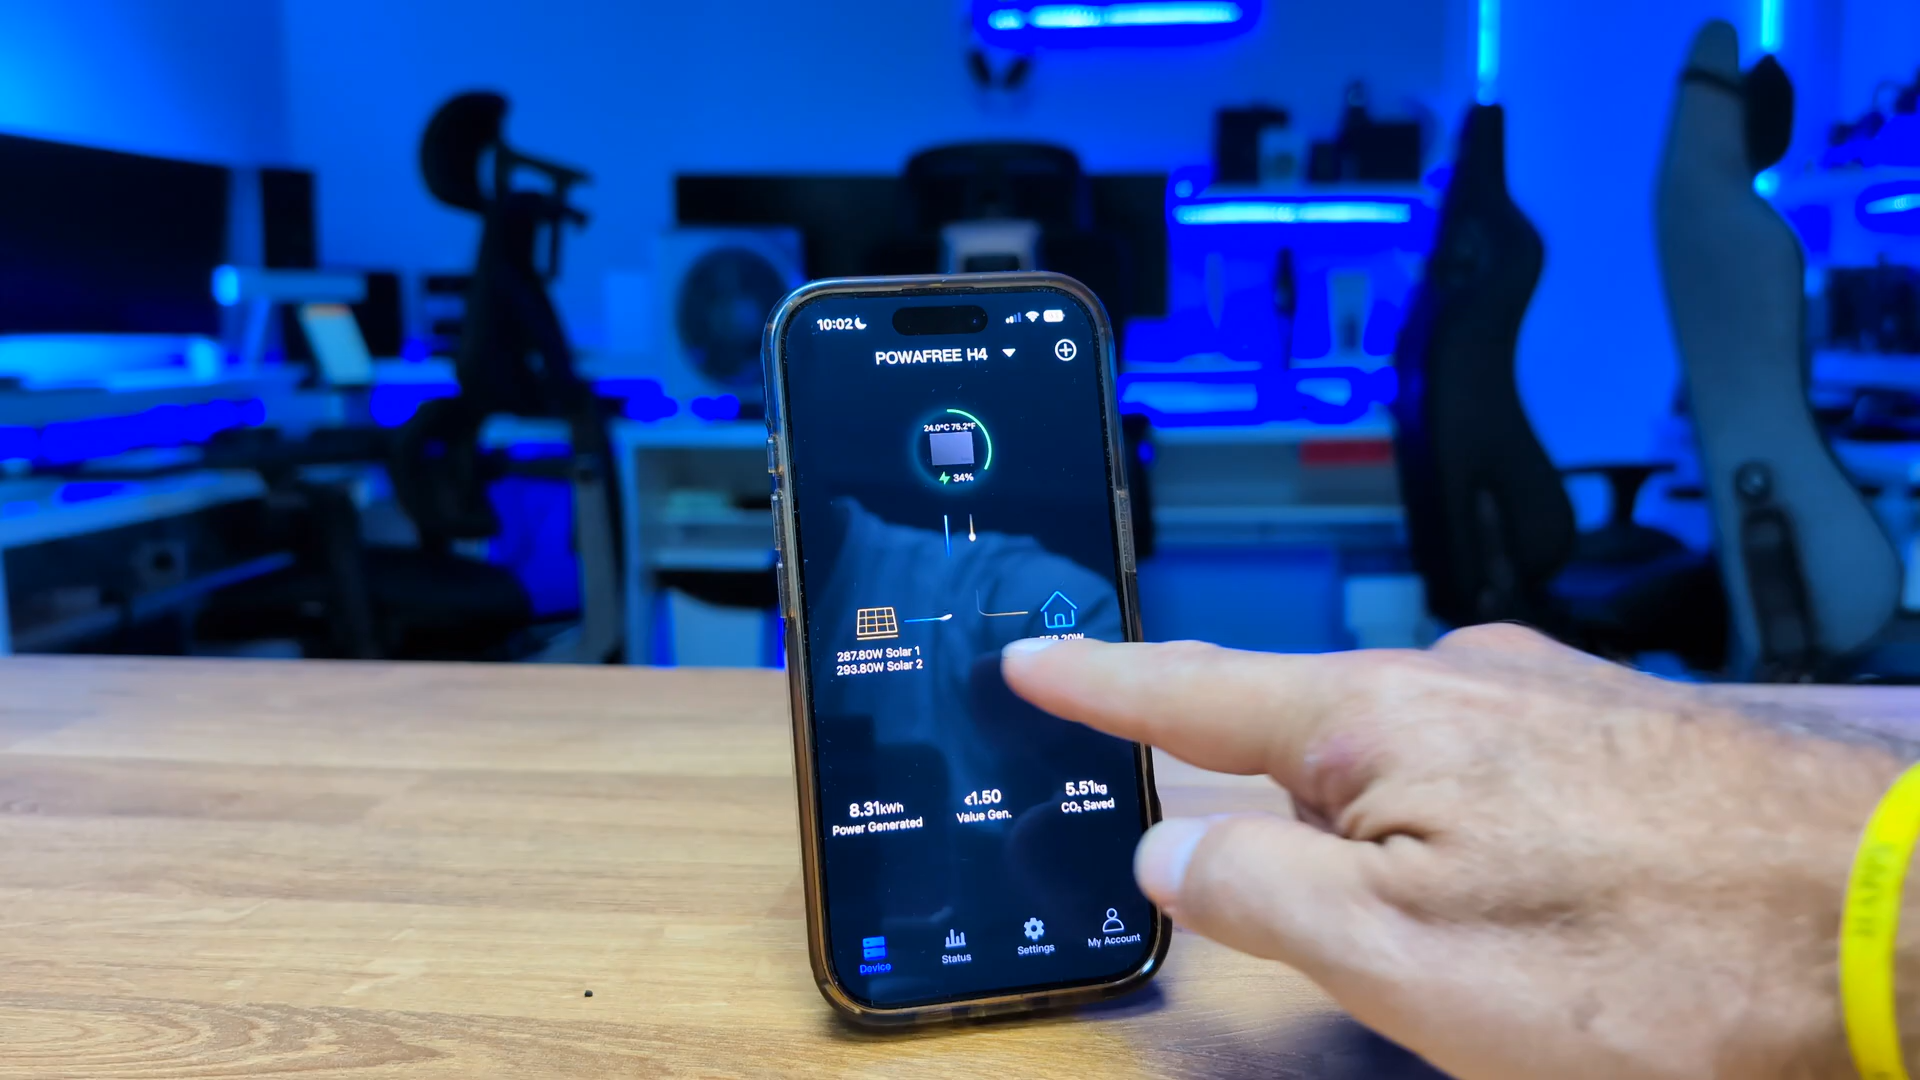 10:02
POWAFREE H4
24.0°C 75.2°F
34%
287.80W Solar 1
293.80W Solar 2
8.31kWh
Power Generated
€1.50
Value Gen.
5.51kg
CO₂ Saved
Device
Status
Settings
My Account